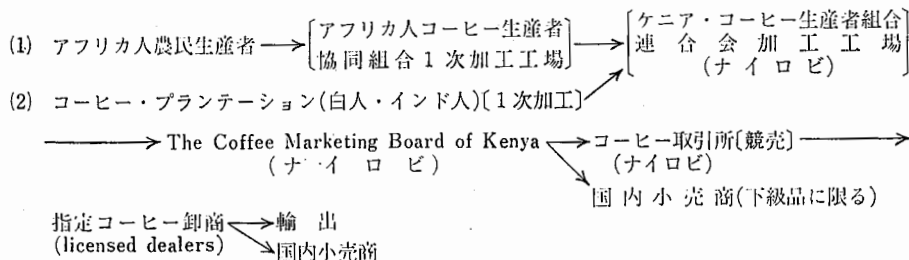 (1) アフリカ人農民生産者→〔アフリカ人コーヒー生産者協同組合1次加工工場〕→〔ケニア・コーヒー生産者組合連合会加工工場(ナイロビ)〕
(2) コーヒー・プランテーション(白人・インド人)〔1次加工〕
→The Coffee Marketing Board of Kenya→コーヒー取引所〔競売〕→
(ナイロビ) (ナイロビ)
国内小売商(下級品に限る)
指定コーヒー卸商→輸出
(licensed dealers)→国内小売商